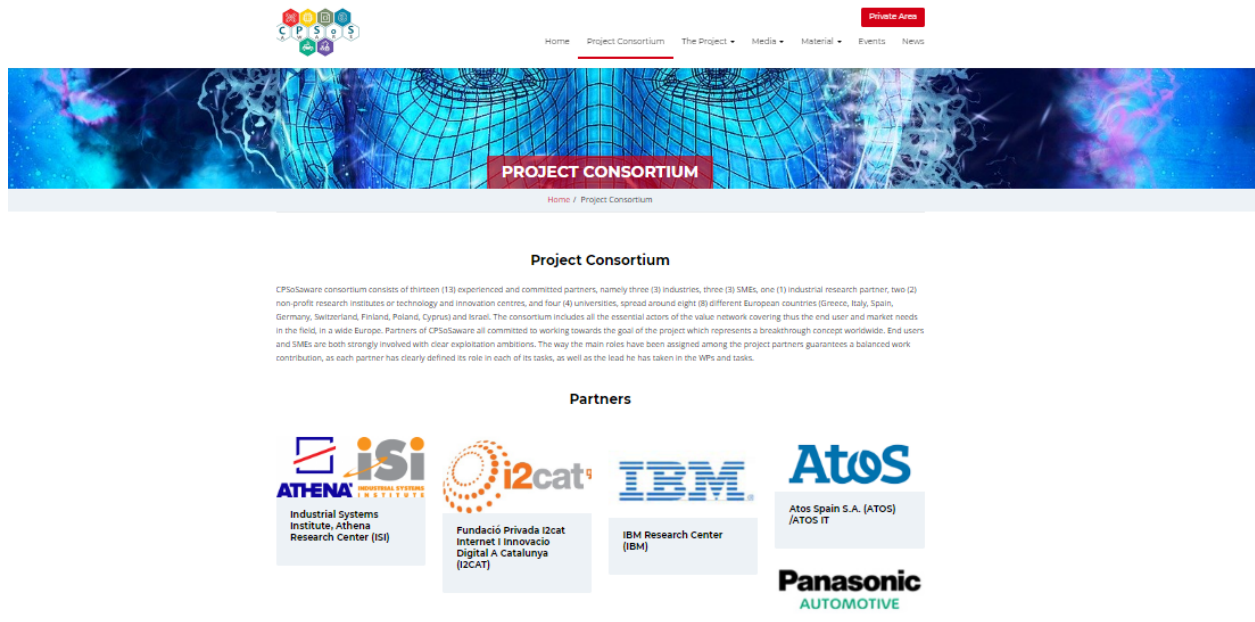 C P S o S
W A R E
Private Area
Home Project Consortium The Project Media Material Events News
PROJECT CONSORTIUM
Home / Project Consortium
Project Consortium
CPSoSaware consortium consists of thirteen (13) experienced and committed partners, namely three (3) industries, three (3) SMEs, one (1) industrial research partner, two (2)
non-profit research institutes or technology and innovation centres, and four (4) universities, spread around eight (8) different European countries (Greece, Italy, Spain,
Germany, Switzerland, Finland, Poland, Cyprus) and Israel. The consortium includes all the essential actors of the value network covering thus the end user and market needs
in the field, in a wide Europe. Partners of CPSoSaware all committed to working towards the goal of the project which represents a breakthrough concept worldwide. End users
and SMEs are both strongly involved with clear exploitation ambitions. The way the main roles have been assigned among the project partners guarantees a balanced work
contribution, as each partner has clearly defined its role in each of its tasks, as well as the lead he has taken in the WPs and tasks.
Partners
ATHENA
iSi
INDUSTRIAL SYSTEMS
INSTITUTE
Industrial Systems
Institute, Athena
Research Center (ISI)
i2cat
Fundació Privada I2cat
Internet I Innovacio
Digital A Catalunya
(I2CAT)
IBM
IBM Research Center
(IBM)
Atos
Atos Spain S.A. (ATOS)
/ATOS IT
Panasonic
AUTOMOTIVE